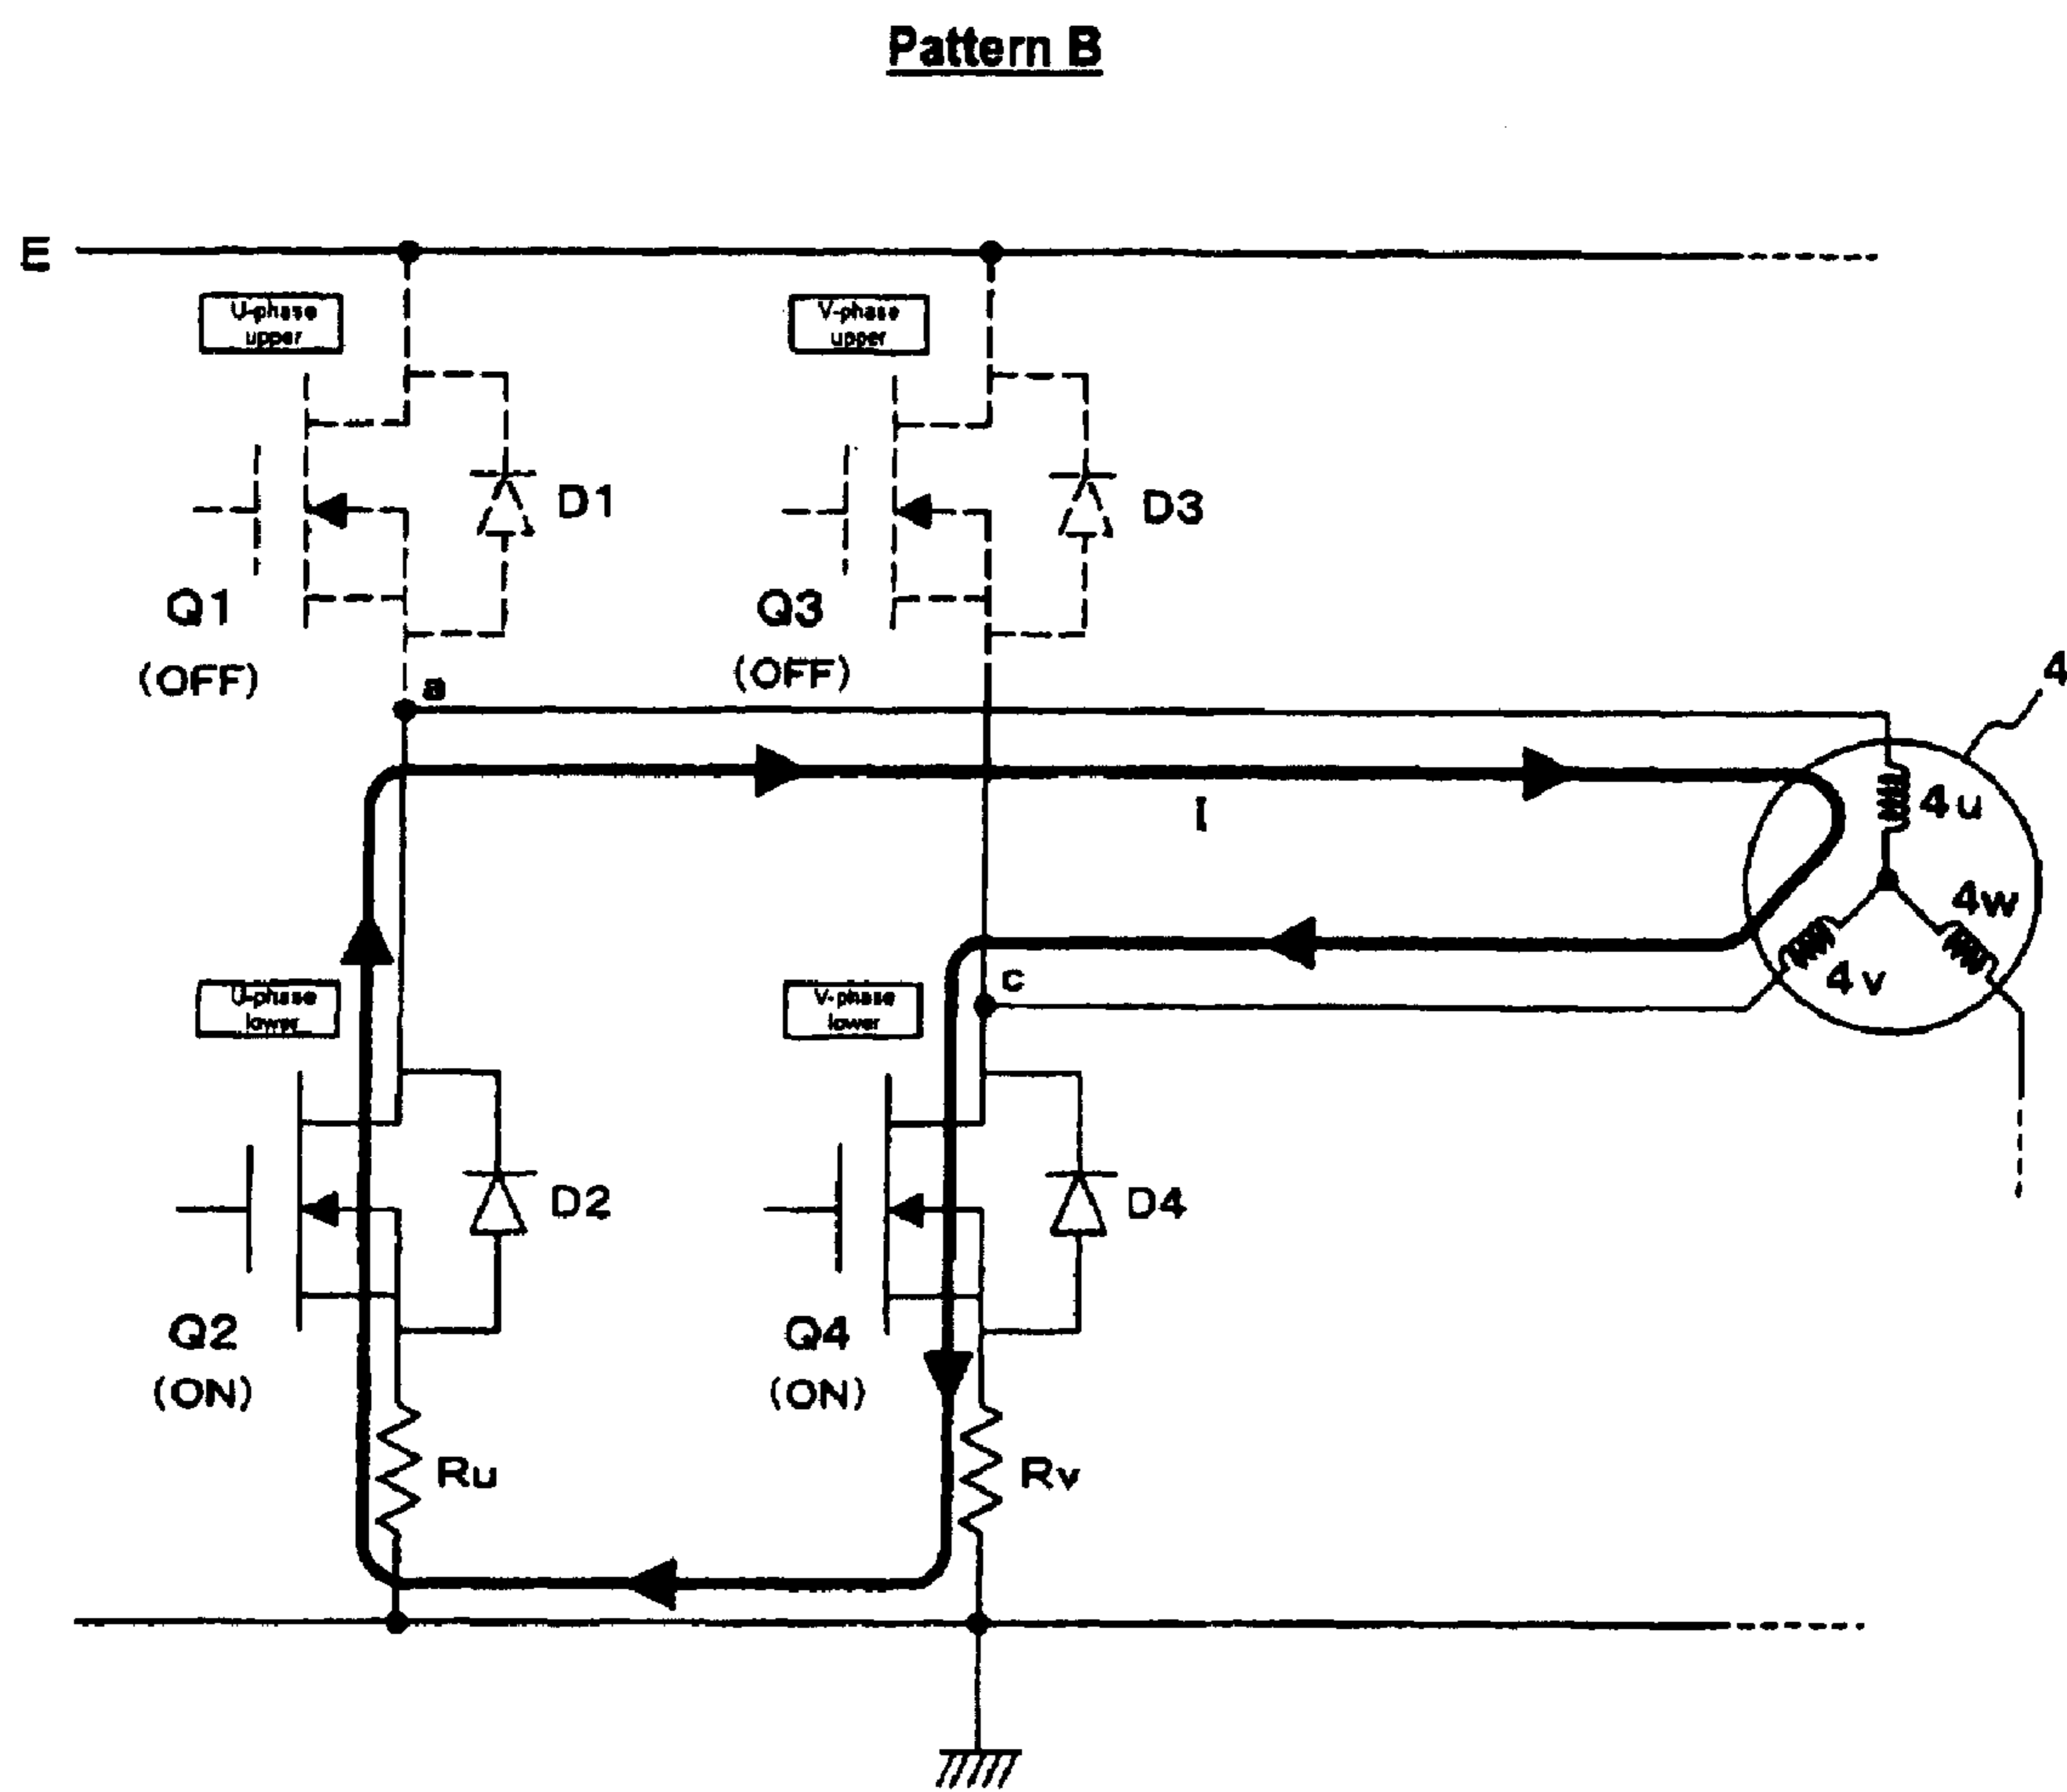 Pattern B
E
U-phase
upper
V-phase
upper
D1
D3
Q1
(OFF)
Q3
(OFF)
a
4
I
4u
4w
4v
c
U-phase
lower
V-phase
lower
D2
D4
Q2
(ON)
Q4
(ON)
Ru
Rv